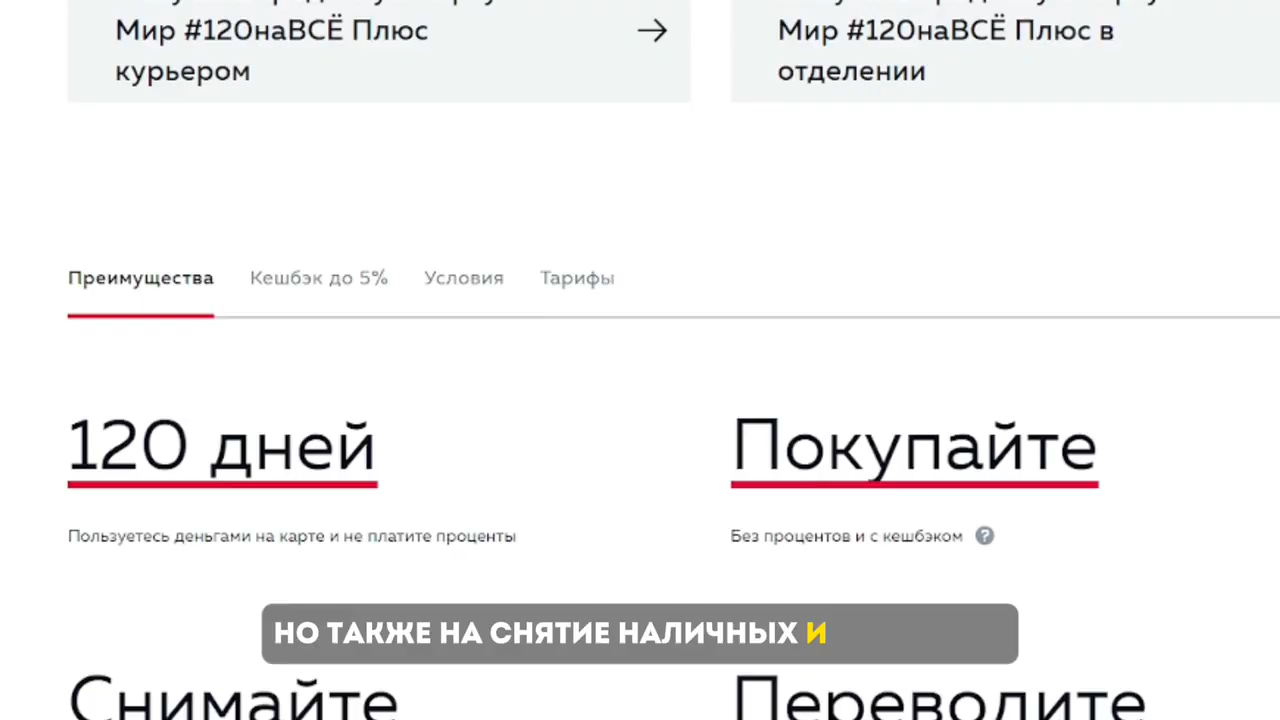 Мир #120наВСЁ Плюс
курьером
Мир #120наВСЁ Плюс в
отделении
Преимущества
Кешбэк до 5%
Условия
Тарифы
120 дней
Покупайте
Пользуетесь деньгами на карте и не платите проценты
Без процентов и с кешбэком ?
НО ТАКЖЕ НА СНЯТИЕ НАЛИЧНЫХ И
Снимайте
Переводите